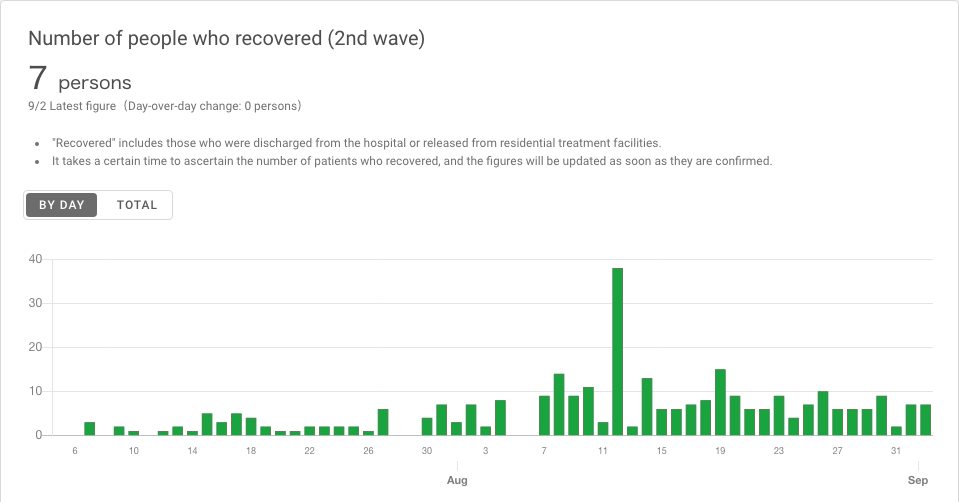 Number of people who recovered (2nd wave)
7 persons
9/2 Latest figure（Day-over-day change: 0 persons）
• "Recovered" includes those who were discharged from the hospital or released from residential treatment facilities.
• It takes a certain time to ascertain the number of patients who recovered, and the figures will be updated as soon as they are confirmed.
BY DAY TOTAL
40
30
20
10
0
6 10 14 18 22 26 30 3 7 11 15 19 23 27 31
Aug Sep